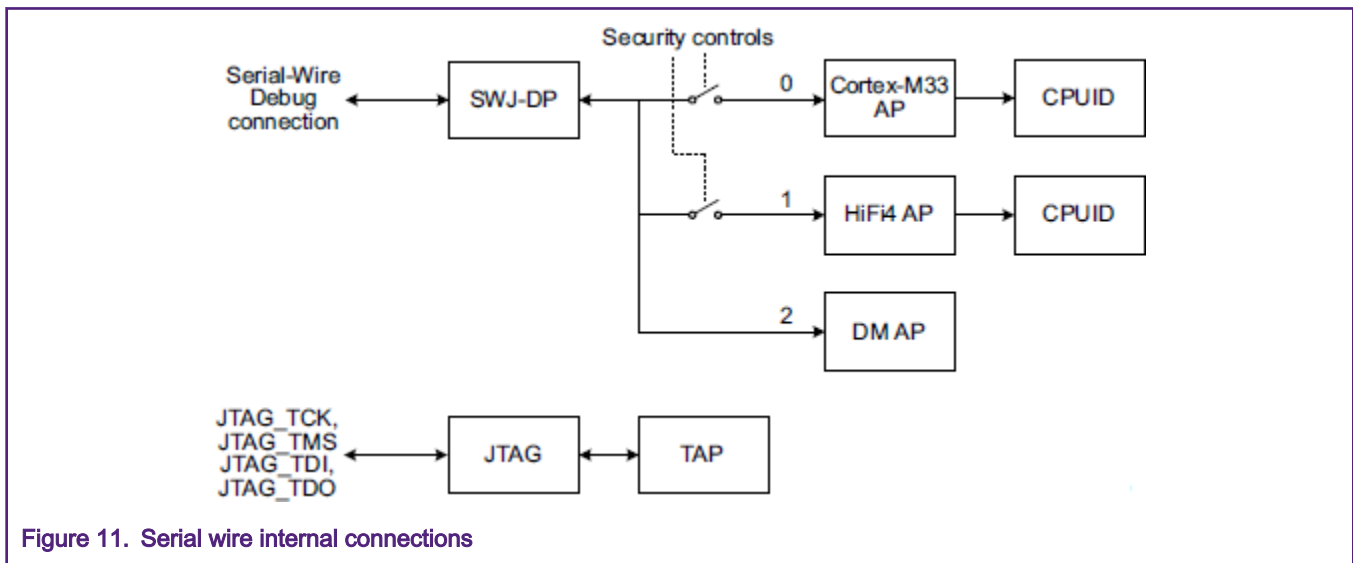 Security controls
Serial-Wire
Debug
connection
SWJ-DP
0
Cortex-M33
AP
CPUID
1
HiFi4 AP
CPUID
2
DM AP
JTAG_TCK,
JTAG_TMS
JTAG_TDI,
JTAG_TDO
JTAG
TAP
Figure 11. Serial wire internal connections